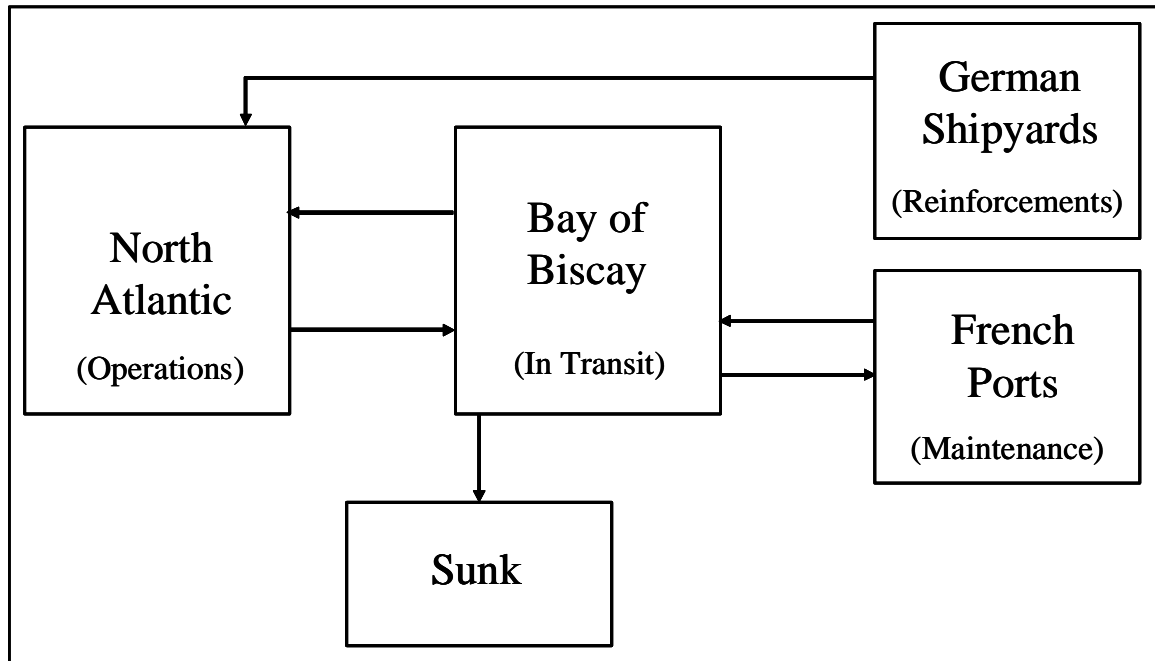 German
Shipyards
(Reinforcements)
North
Atlantic
(Operations)
Bay of
Biscay
(In Transit)
French
Ports
(Maintenance)
Sunk